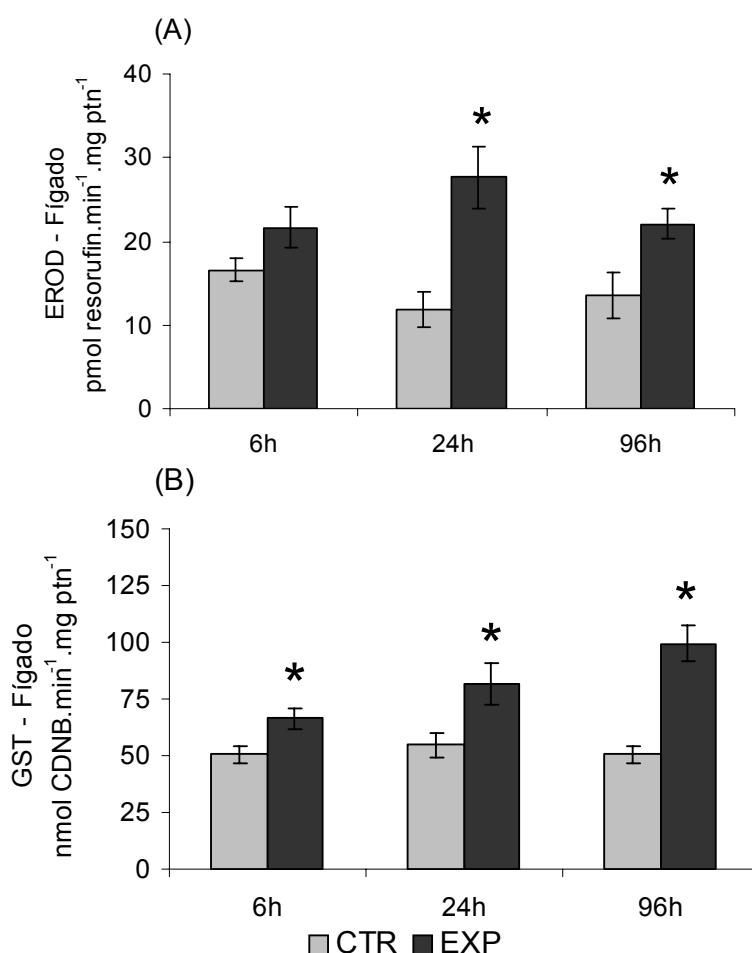 (A)
EROD - Fígado
pmol resorufin.min⁻¹.mg ptn⁻¹
40
30
20
10
0
*
*
6h
24h
96h
(B)
GST - Fígado
nmol CDNB.min⁻¹.mg ptn⁻¹
150
125
100
75
50
25
0
*
*
*
6h
24h
96h
CTR EXP